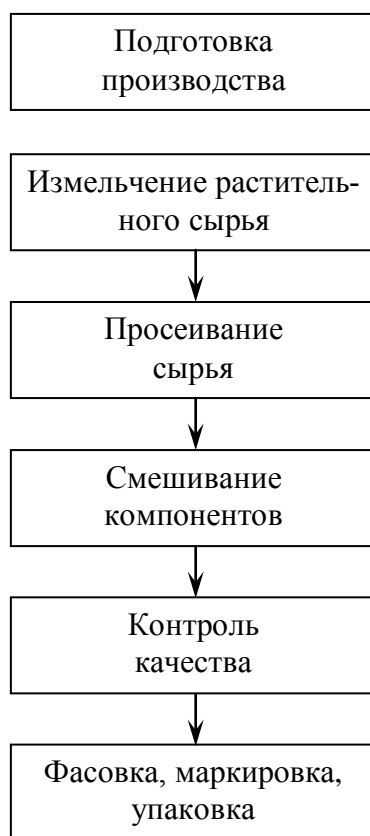 Подготовка
производства
Измельчение раститель-
ного сырья
Просеивание
сырья
Смешивание
компонентов
Контроль
качества
Фасовка, маркировка,
упаковка